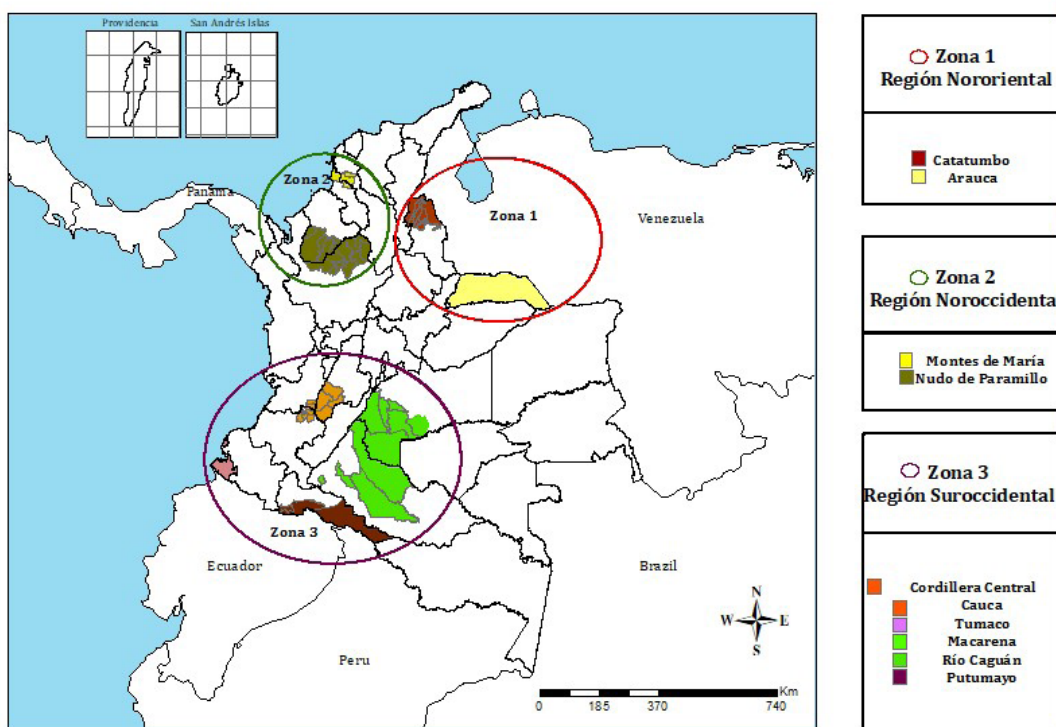 Providencia
San Andrés Islas
Panama
Zona 2
Zona 1
Venezuela
Zona 3
Ecuador
Brazil
Peru
N
W E
S
Km
0 185 370 740
Zona 1
Región Nororiental
Catatumbo
Arauca
Zona 2
Región Noroccidenta
Montes de María
Nudo de Paramillo
Zona 3
Región Suroccidental
Cordillera Central
Cauca
Tumaco
Macarena
Río Caguán
Putumayo